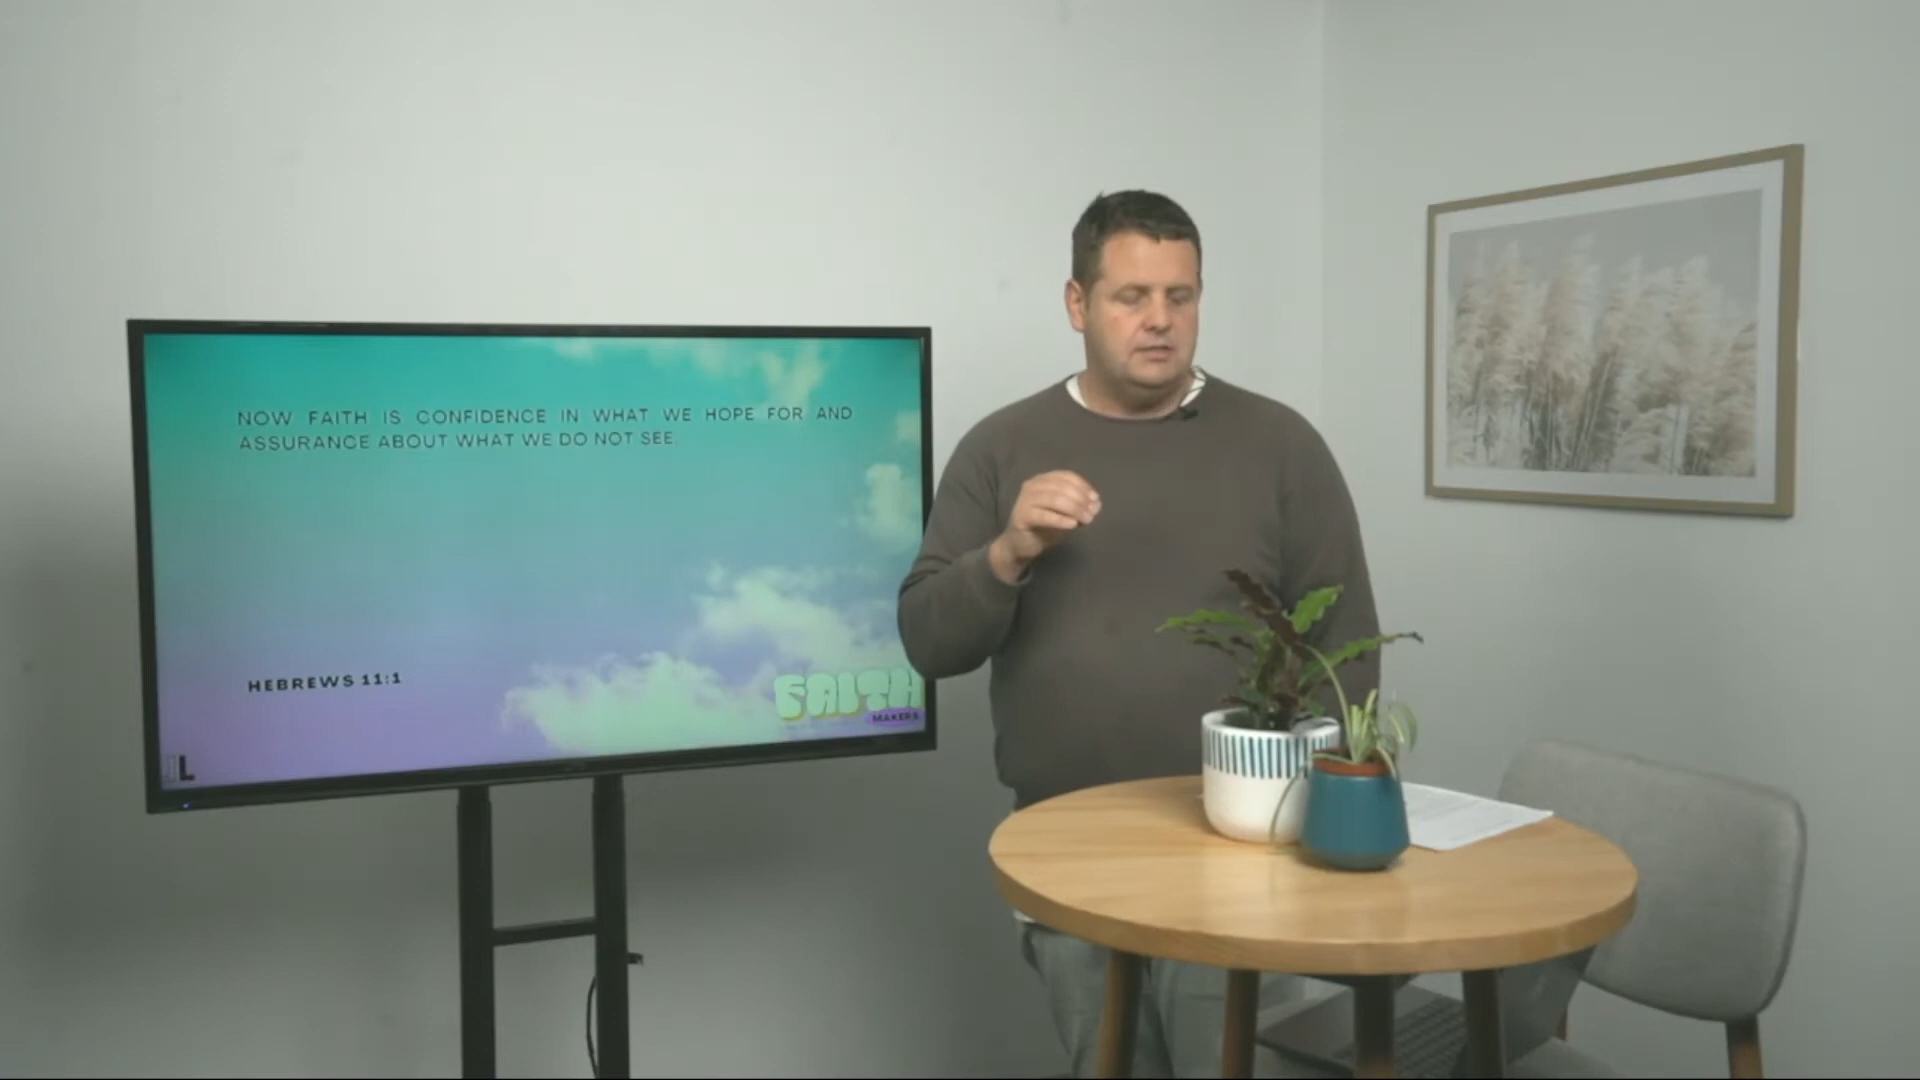 NOW FAITH IS CONFIDENCE IN WHAT WE HOPE FOR AND
ASSURANCE ABOUT WHAT WE DO NOT SEE.
HEBREWS 11:1
FAITH
MAKERS
L